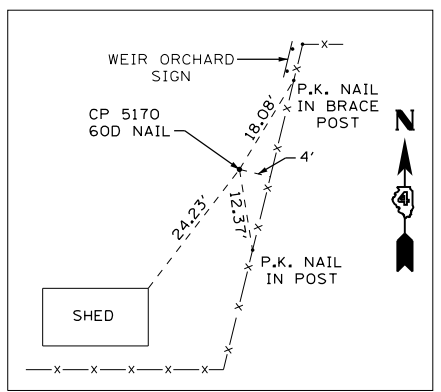 WEIR ORCHARD
SIGN
P.K. NAIL
IN BRACE
POST
CP 5170
60D NAIL
18.08'
4'
N
4
24.23'
12.37'
P.K. NAIL
IN POST
SHED